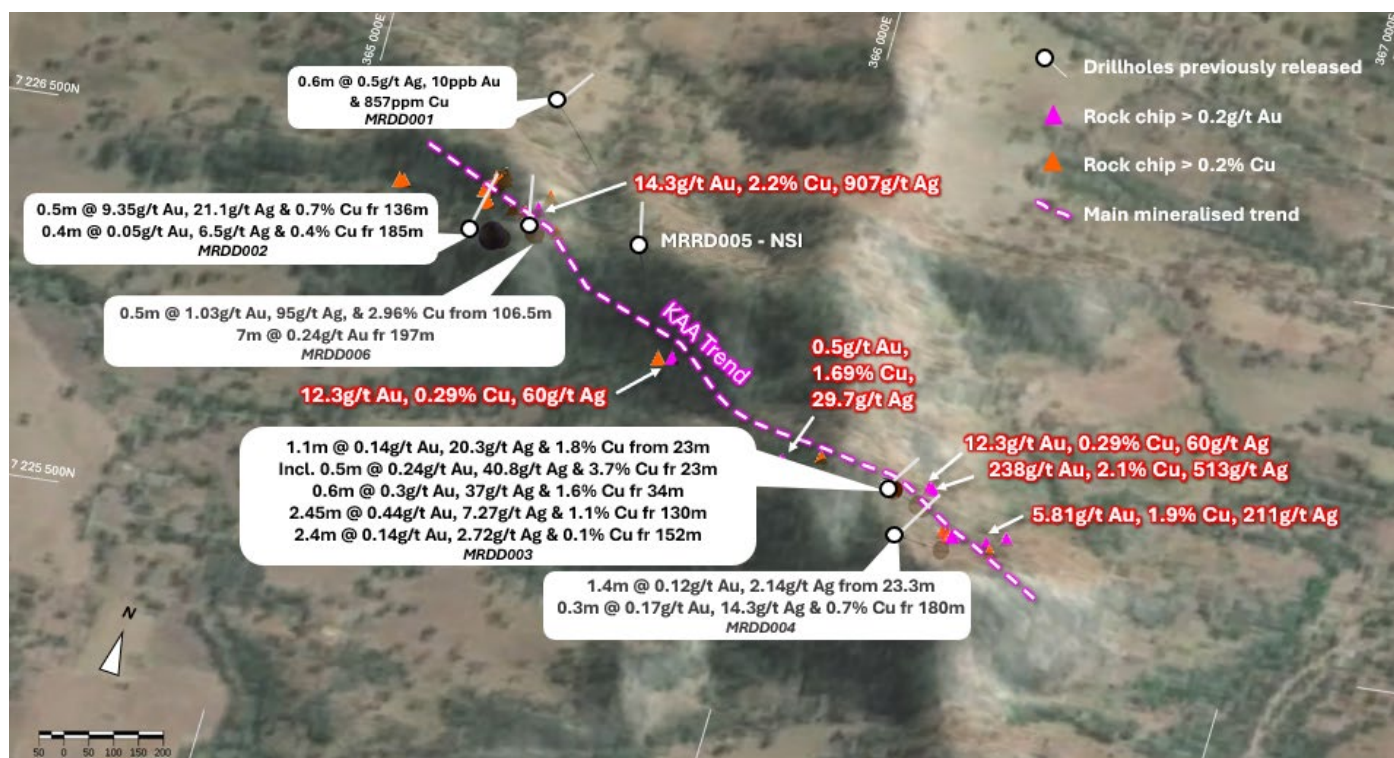 365 000E
366 000E
367 000E
7 226 500N
0.6m @ 0.5g/t Ag, 10ppb Au
& 857ppm Cu
MRDD001
Drillholes previously released
Rock chip > 0.2g/t Au
Rock chip > 0.2% Cu
Main mineralised trend
14.3g/t Au, 2.2% Cu, 907g/t Ag
0.5m @ 9.35g/t Au, 21.1g/t Ag & 0.7% Cu fr 136m
0.4m @ 0.05g/t Au, 6.5g/t Ag & 0.4% Cu fr 185m
MRDD002
MRRD005 - NSI
0.5m @ 1.03g/t Au, 95g/t Ag, & 2.96% Cu from 106.5m
7m @ 0.24g/t Au fr 197m
MRDD006
KAA Trend
0.5g/t Au,
1.69% Cu,
29.7g/t Ag
12.3g/t Au, 0.29% Cu, 60g/t Ag
7 225 500N
1.1m @ 0.14g/t Au, 20.3g/t Ag & 1.8% Cu from 23m
Incl. 0.5m @ 0.24g/t Au, 40.8g/t Ag & 3.7% Cu fr 23m
0.6m @ 0.3g/t Au, 37g/t Ag & 1.6% Cu fr 34m
2.45m @ 0.44g/t Au, 7.27g/t Ag & 1.1% Cu fr 130m
2.4m @ 0.14g/t Au, 2.72g/t Ag & 0.1% Cu fr 152m
MRDD003
12.3g/t Au, 0.29% Cu, 60g/t Ag
238g/t Au, 2.1% Cu, 513g/t Ag
5.81g/t Au, 1.9% Cu, 211g/t Ag
1.4m @ 0.12g/t Au, 2.14g/t Ag from 23.3m
0.3m @ 0.17g/t Au, 14.3g/t Ag & 0.7% Cu fr 180m
MRDD004
N
50 0 50 100 150 200